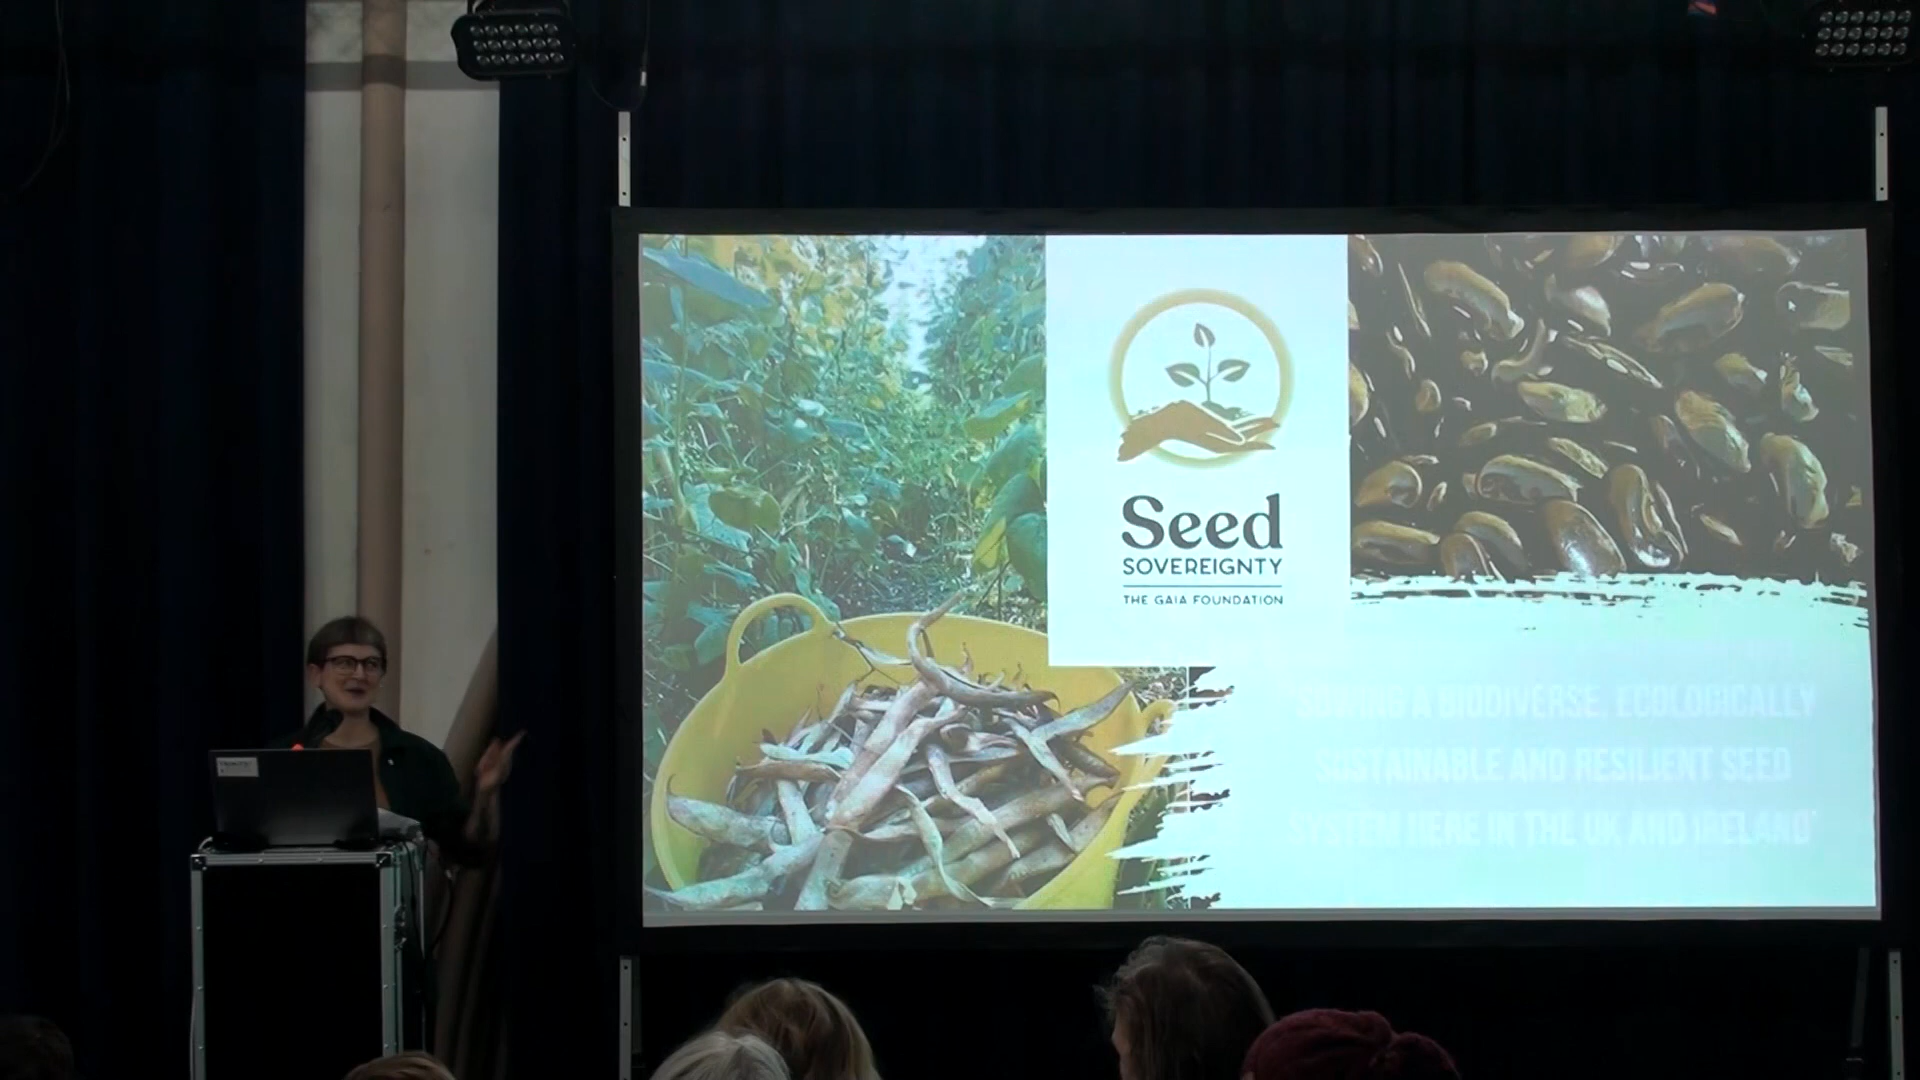 Seed
SOVEREIGNTY
THE GAIA FOUNDATION
SOWING A BIODIVERSE, ECOLOGICALLY
SUSTAINABLE AND RESILIENT SEED
SYSTEM HERE IN THE UK AND IRELAND